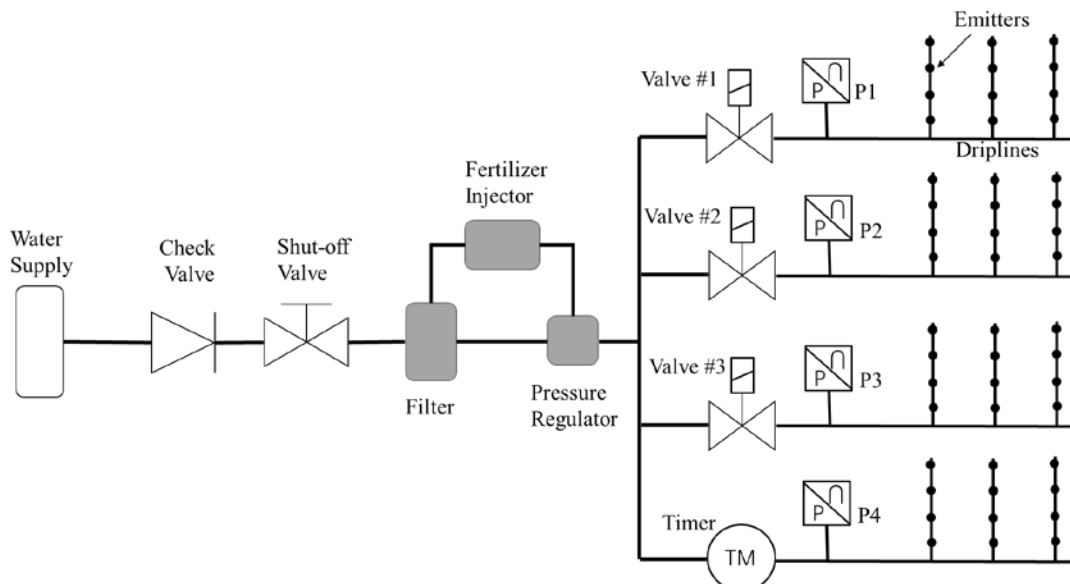 Emitters
Valve #1
P
P1
Driplines
Fertilizer
Injector
Valve #2
P
P2
Water
Supply
Check
Valve
Shut-off
Valve
Valve #3
P
P3
Filter
Pressure
Regulator
Timer
TM
P
P4